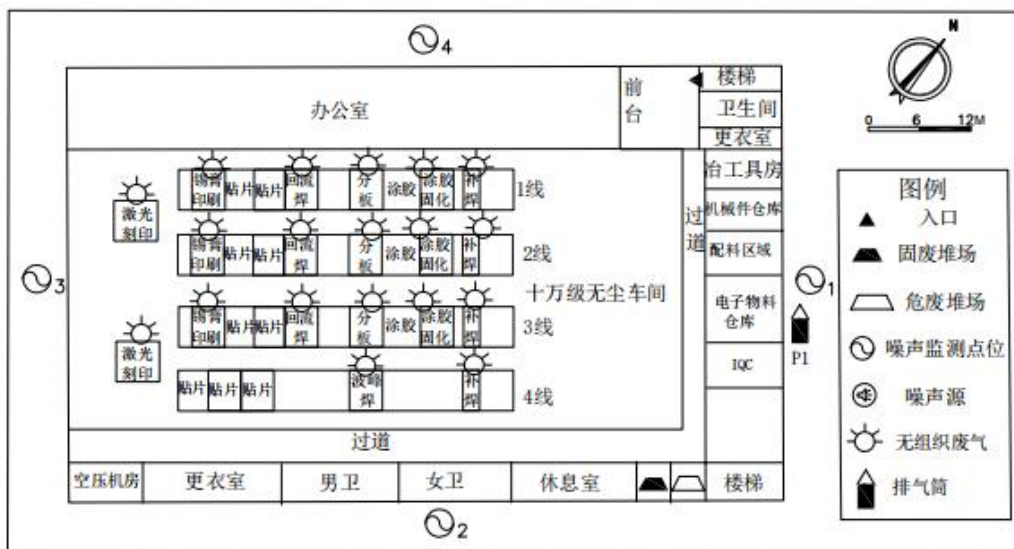 4
N
0 6 12M
办公室
前台
楼梯
卫生间
更衣室
冶工具房
机械件仓库
配料区域
电子物料仓库
IQC
过道
激光刻印
锡膏印刷 贴片 贴片 回流焊 分板 涂胶 涂胶固化 补焊 1线
锡膏印刷 贴片 贴片 回流焊 分板 涂胶 涂胶固化 补焊 2线
十万级无尘车间
3
1
P1
激光刻印
锡膏印刷 贴片 贴片 回流焊 分板 涂胶 涂胶固化 补焊 3线
贴片 贴片 贴片 波峰焊 补焊 4线
过道
空压机房 更衣室 男卫 女卫 休息室 楼梯
2
图例
入口
固废堆场
危废堆场
噪声监测点位
噪声源
无组织废气
排气筒